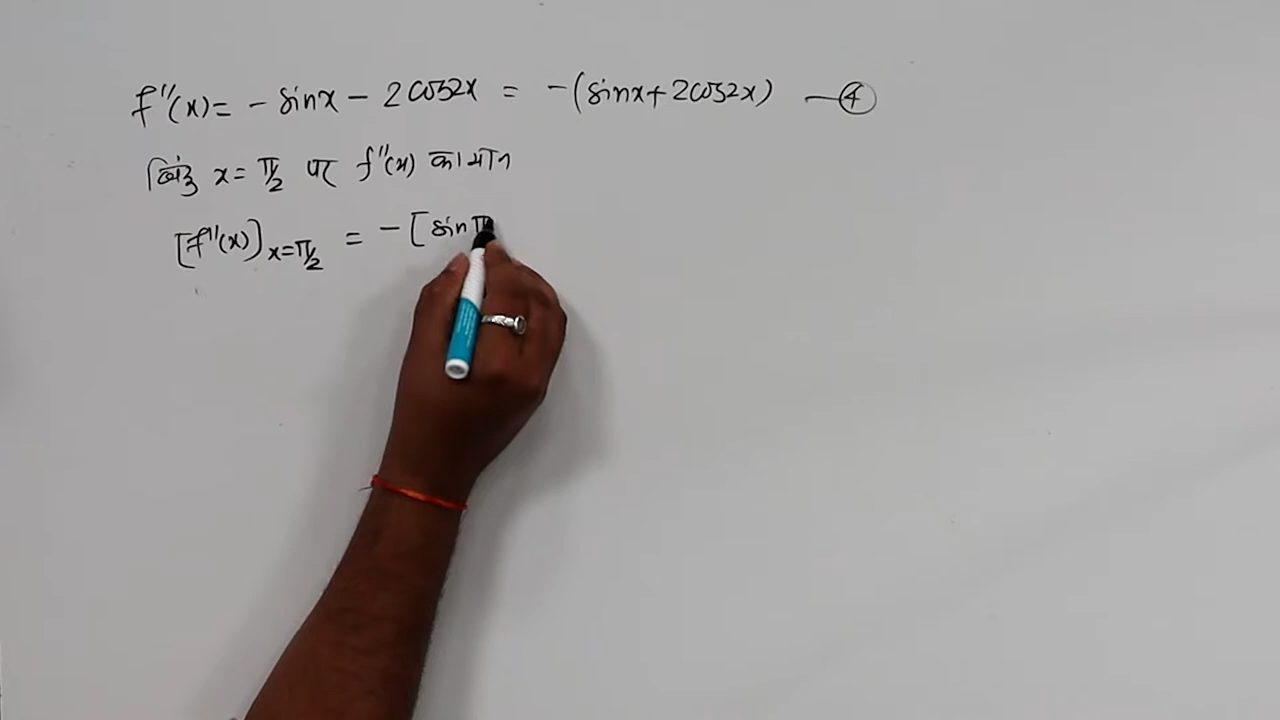 f''(x) = - sinx - 2cos2x = -(sinx + 2cos2x) — ④
बिंदु x = π/2 पर f''(x) का मान
[f''(x)]x=π/2 = - [sin π